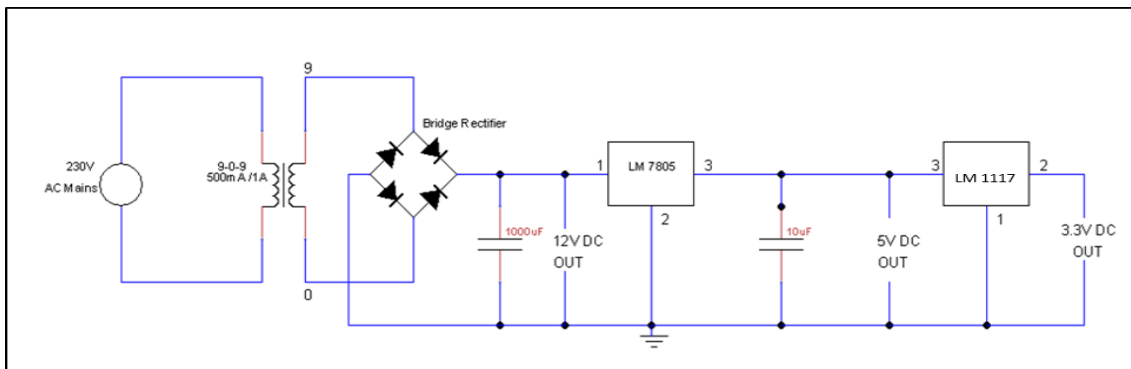 230V
AC Mains
9-0-9
500mA/1A
9
0
Bridge Rectifier
1000uF
12V DC
OUT
1
LM 7805
3
2
10uF
5V DC
OUT
3
LM 1117
2
1
3.3V DC
OUT